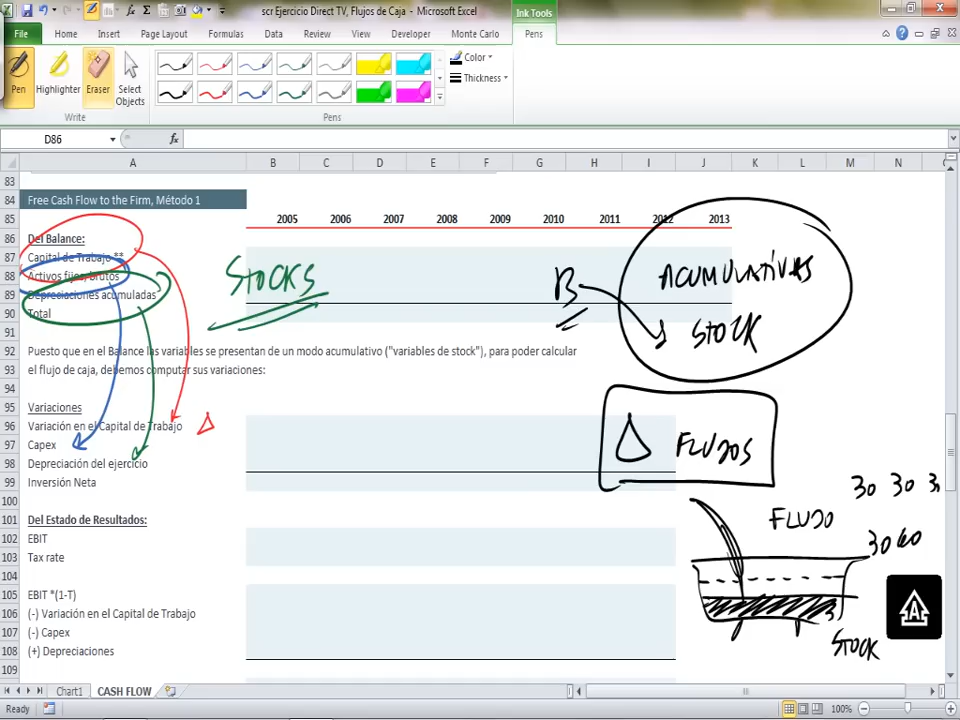 scr Ejercicio Direct TV, Flujos de Caja - Microsoft Excel
Ink Tools
File Home Insert Page Layout Formulas Data Review View Developer Monte Carlo Pens
Pen Highlighter Eraser Select Objects
Color
Thickness
Write Pens
D86 fx
A B C D E F G H I J K L M N
83
84 Free Cash Flow to the Firm, Método 1
85 2005 2006 2007 2008 2009 2010 2011 2012 2013
86 Del Balance:
87 Capital de Trabajo **
88 Activos fijos, brutos
89 Depreciaciones acumuladas
90 Total
STOCKS
B
ACUMULATIVAS
STOCK
91
92 Puesto que en el Balance las variables se presentan de un modo acumulativo ("variables de stock"), para poder calcular
93 el flujo de caja, debemos computar sus variaciones:
94
95 Variaciones
96 Variación en el Capital de Trabajo Δ
97 Capex
98 Depreciación del ejercicio
99 Inversión Neta
Δ FLUJOS
30 30 3
100
101 Del Estado de Resultados:
102 EBIT
103 Tax rate
FLUJO
30 60
104
105 EBIT *(1-T)
106 (-) Variación en el Capital de Trabajo
107 (-) Capex
108 (+) Depreciaciones
109
STOCK
A
Chart1 CASH FLOW
Ready 100%